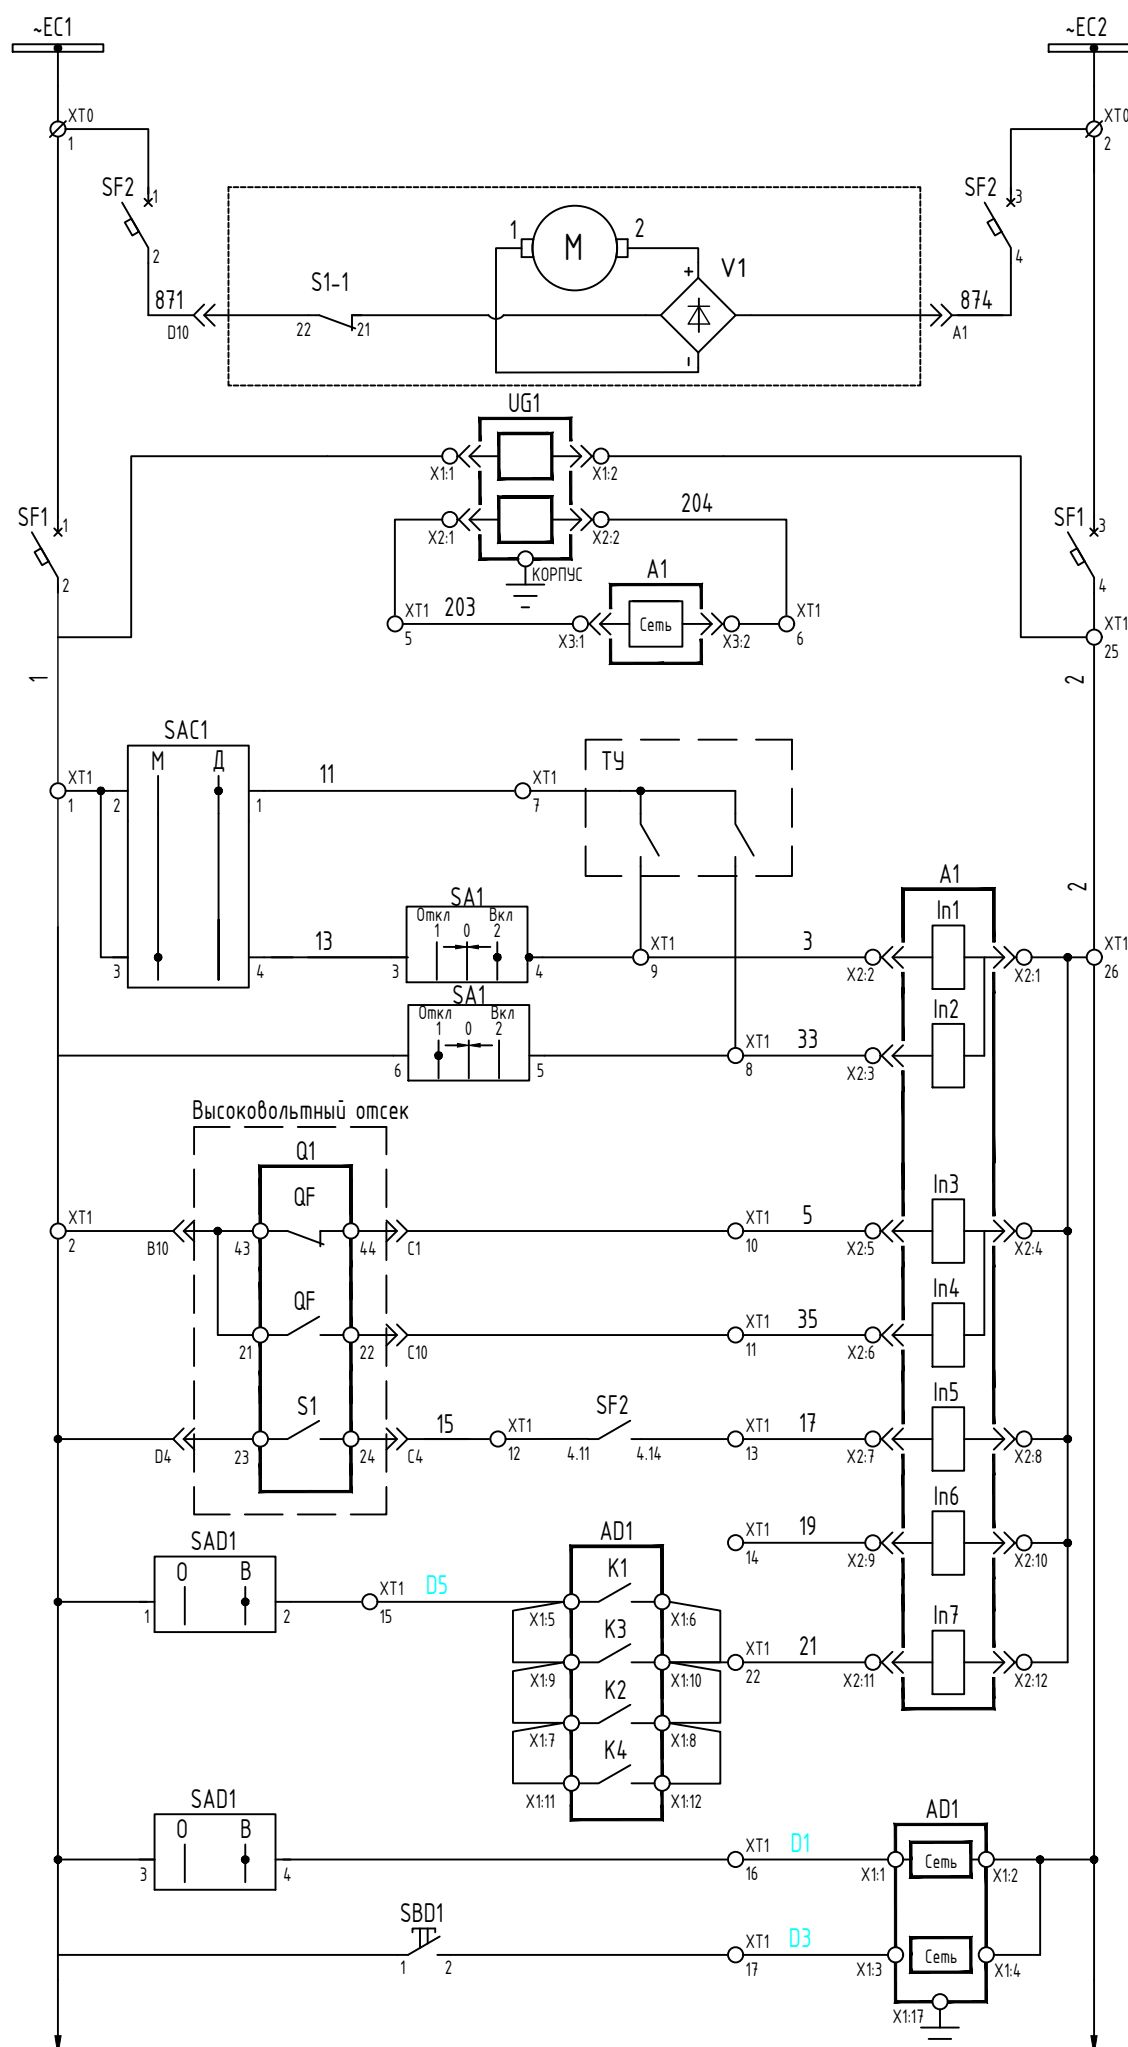 ~EC1 ~EC2
XT0 XT0
1 2
SF2 1 SF2 3
2 4
1 M 2
V1
+
-
871 S1-1 874
D10 22 21 A1
UG1
X1:1 X1:2
204
X2:1 X2:2
КОРПУС
SF1 1 SF1 3
2 4
A1
XT1 203 Сеть XT1
5 X3:1 X3:2 6
XT1
25
1 2
SAC1
М Д
XT1 11 XT1 ТУ
1 2 1 7
2
SA1 A1
Откл Вкл In1
1 0 2
13 XT1 3 XT1
3 4 3 4 9 X2:2 X2:1 26
SA1
Откл Вкл In2
1 0 2
XT1 33
6 5 8 X2:3
Высоковольтный отсек
Q1
QF In3
XT1 XT1 5
2 B10 43 44 C1 10 X2:5 X2:4
QF In4
XT1 35
21 22 C10 11 X2:6
S1 SF2 In5
15 XT1 XT1 17
D4 23 24 C4 12 4.11 4.14 13 X2:7 X2:8
In6
XT1 19
14 X2:9 X2:10
SAD1 AD1
О В K1
XT1 D5
1 2 15 X1:5 X1:6
K3 In7
XT1 21
X1:9 X1:10 22 X2:11 X2:12
K2
X1:7 X1:8
K4
X1:11 X1:12
SAD1 AD1
О В
XT1 D1 Сеть
3 4 16 X1:1 X1:2
SBD1
XT1 D3 Сеть
1 2 17 X1:3 X1:4
X1:17